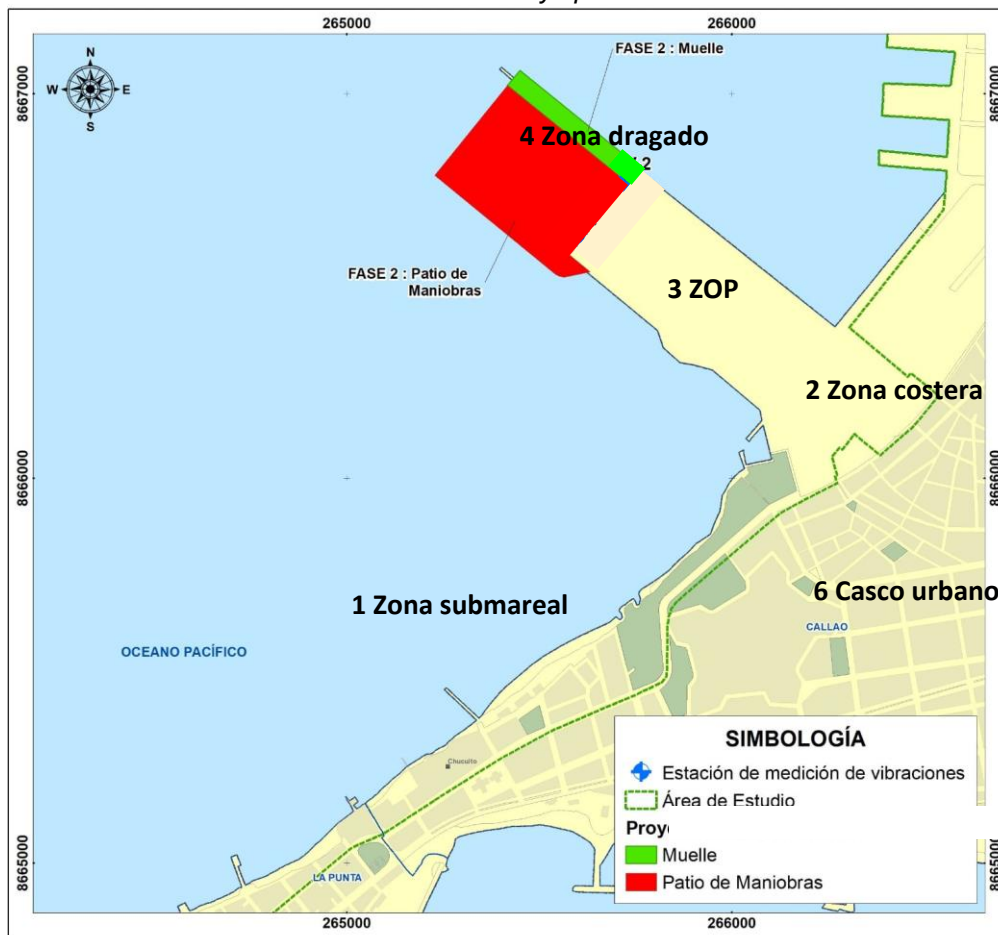 265000
266000
N
W E
S
8667000
8667000
FASE 2 : Muelle
4 Zona dragado
2
FASE 2 : Patio de
Maniobras
3 ZOP
2 Zona costera
8666000
8666000
1 Zona submareal
6 Casco urbano
CALLAO
OCEANO PACÍFICO
SIMBOLOGÍA
Chucuito
Estación de medición de vibraciones
Área de Estudio
Muelle
Patio de Maniobras
8665000
8665000
LA PUNTA
265000
266000